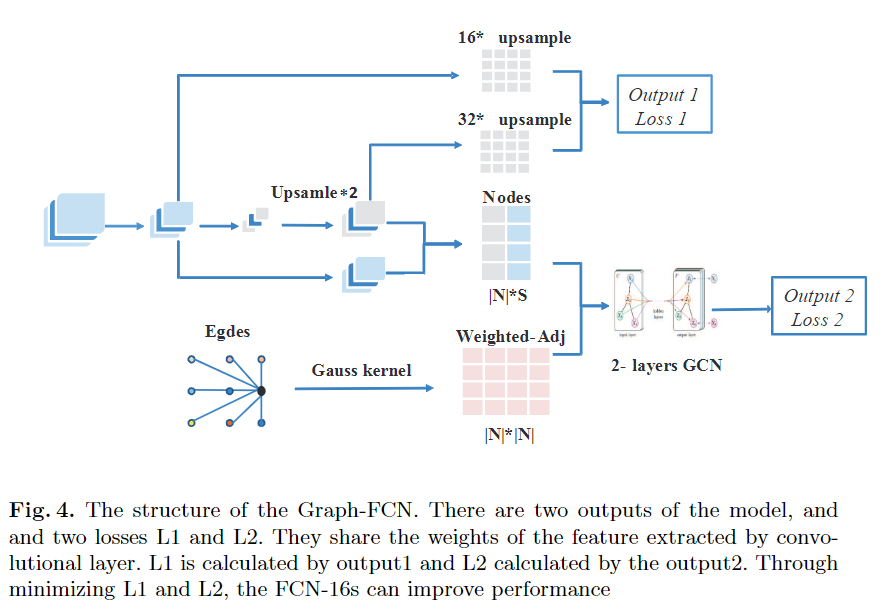 16* upsample
Output 1
Loss 1
32* upsample
Upsamle*2
Nodes
|N|*S
Output 2
Loss 2
Egdes
Weighted-Adj
Gauss kernel
2- layers GCN
|N|*|N|
Fig. 4. The structure of the Graph-FCN. There are two outputs of the model, and
and two losses L1 and L2. They share the weights of the feature extracted by convo-
lutional layer. L1 is calculated by output1 and L2 calculated by the output2. Through
minimizing L1 and L2, the FCN-16s can improve performance